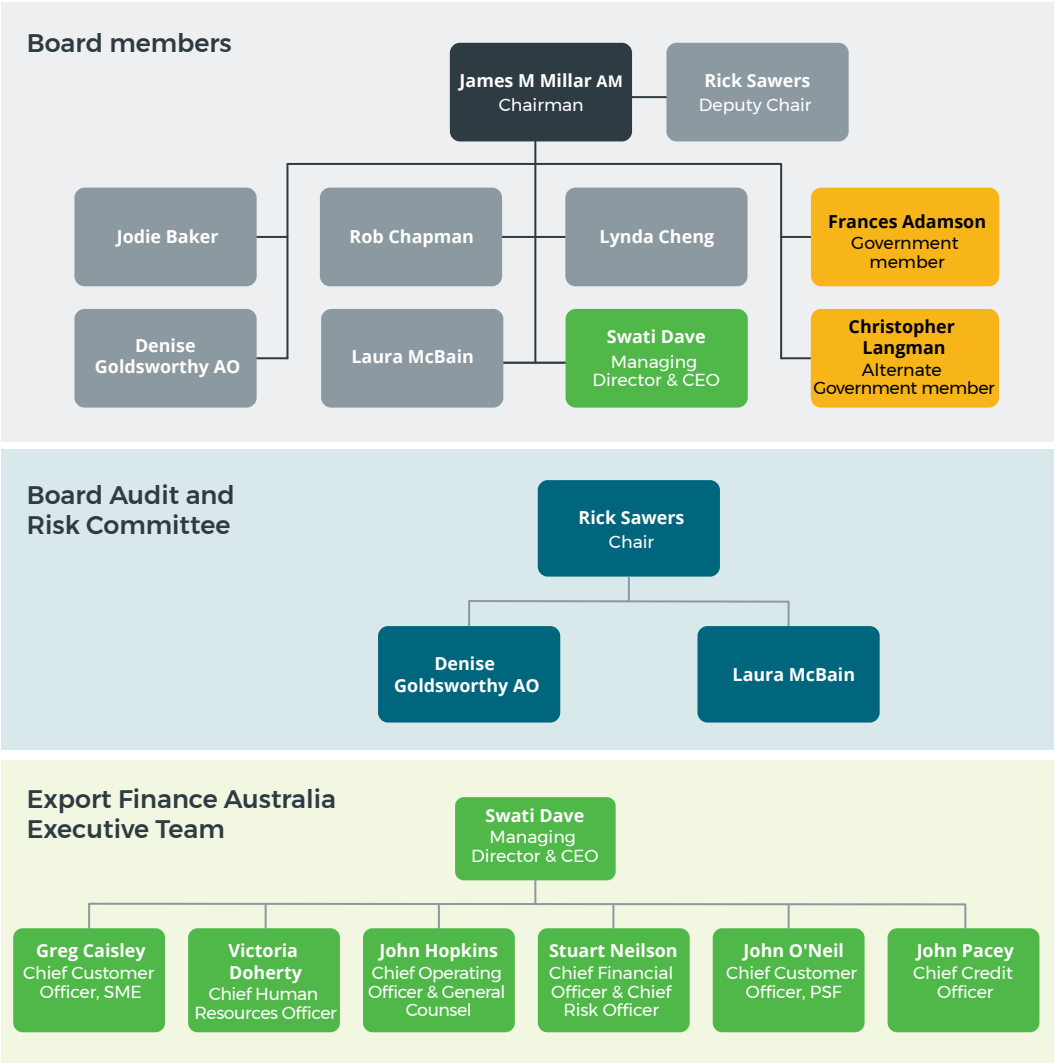 Board members
James M Millar AM
Chairman
Rick Sawers
Deputy Chair
Jodie Baker
Rob Chapman
Lynda Cheng
Frances Adamson
Government
member
Denise
Goldsworthy AO
Laura McBain
Swati Dave
Managing
Director & CEO
Christopher
Langman
Alternate
Government member
Board Audit and
Risk Committee
Rick Sawers
Chair
Denise
Goldsworthy AO
Laura McBain
Export Finance Australia
Executive Team
Swati Dave
Managing
Director & CEO
Greg Caisley
Chief Customer
Officer, SME
Victoria
Doherty
Chief Human
Resources Officer
John Hopkins
Chief Operating
Officer & General
Counsel
Stuart Neilson
Chief Financial
Officer & Chief
Risk Officer
John O'Neil
Chief Customer
Officer, PSF
John Pacey
Chief Credit
Officer